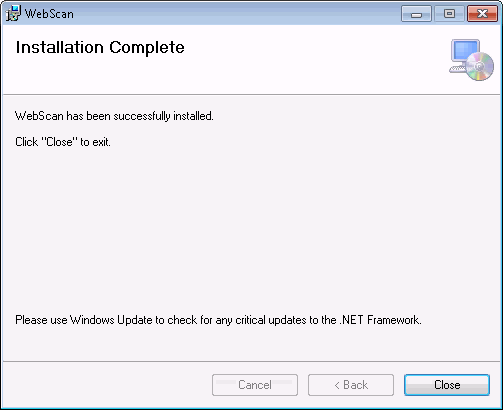 WebScan
Installation Complete
WebScan has been successfully installed.
Click "Close" to exit.
Please use Windows Update to check for any critical updates to the .NET Framework.
Cancel
< Back
Close